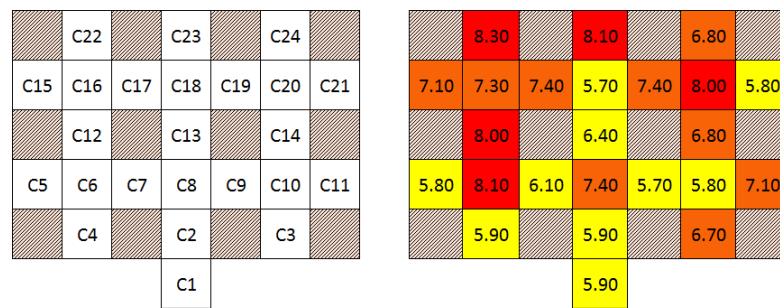 C22 C23 C24
C15 C16 C17 C18 C19 C20 C21
C12 C13 C14
C5 C6 C7 C8 C9 C10 C11
C4 C2 C3
C1
8.30 8.10 6.80
7.10 7.30 7.40 5.70 7.40 8.00 5.80
8.00 6.40 6.80
5.80 8.10 6.10 7.40 5.70 5.80 7.10
5.90 5.90 6.70
5.90